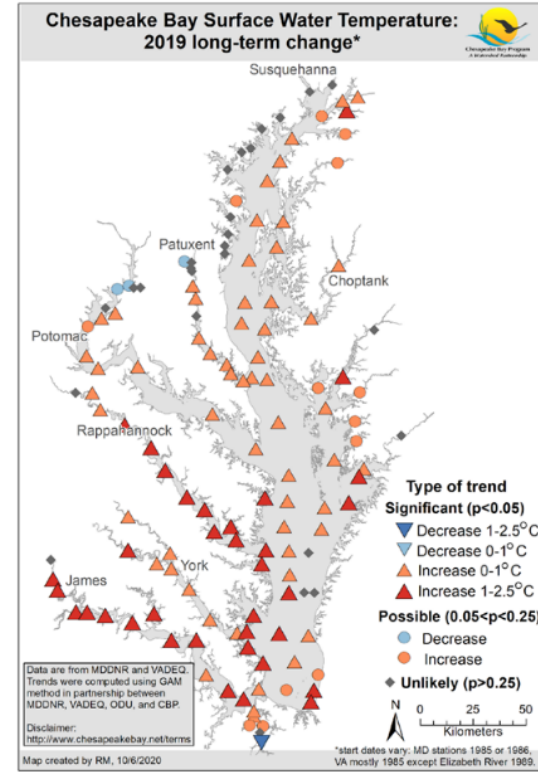 Chesapeake Bay Surface Water Temperature:
2019 long-term change*
Chesapeake Bay Program
A Watershed Partnership
Susquehanna
Patuxent
Choptank
Potomac
Rappahannock
York
James
Type of trend
Significant (p<0.05)
Decrease 1-2.5°C
Decrease 0-1°C
Increase 0-1°C
Increase 1-2.5°C
Possible (0.05<p<0.25)
Decrease
Increase
Unlikely (p>0.25)
N
0 25 50
Kilometers
Data are from MDDNR and VADEQ.
Trends were computed using GAM
method in partnership between
MDDNR, VADEQ, ODU, and CBP.
Disclaimer:
http://www.chesapeakebay.net/terms
Map created by RM, 10/6/2020
*start dates vary: MD stations 1985 or 1986,
VA mostly 1985 except Elizabeth River 1989.